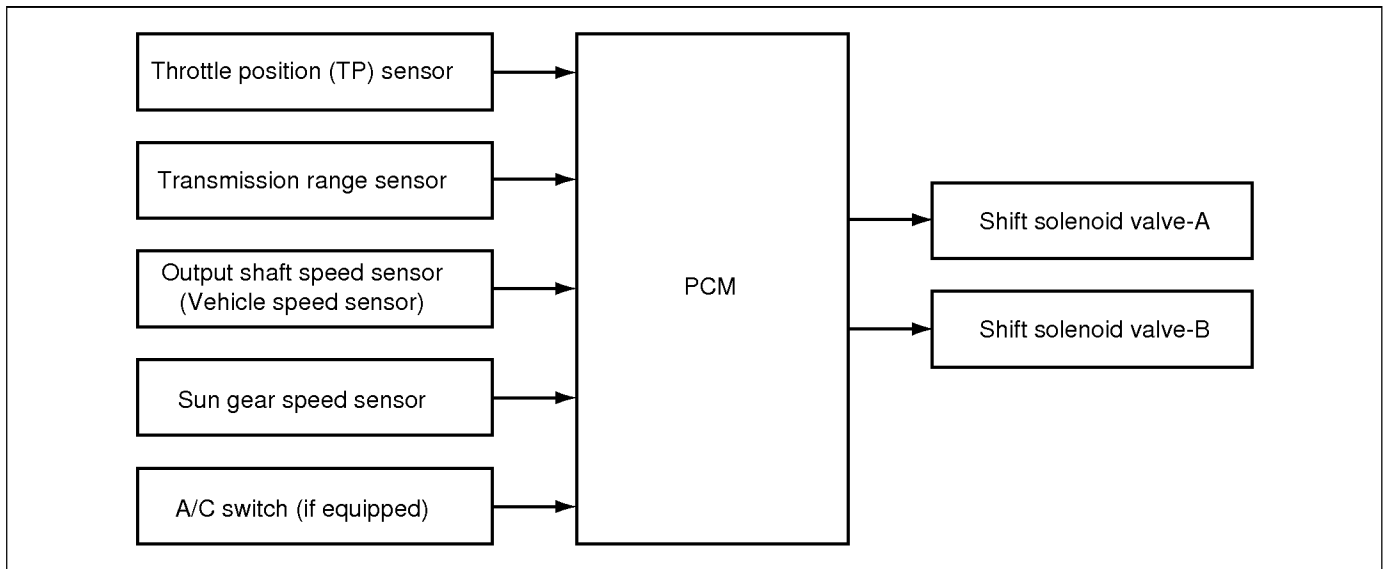 Throttle position (TP) sensor
Transmission range sensor
Output shaft speed sensor
(Vehicle speed sensor)
Sun gear speed sensor
A/C switch (if equipped)
PCM
Shift solenoid valve-A
Shift solenoid valve-B